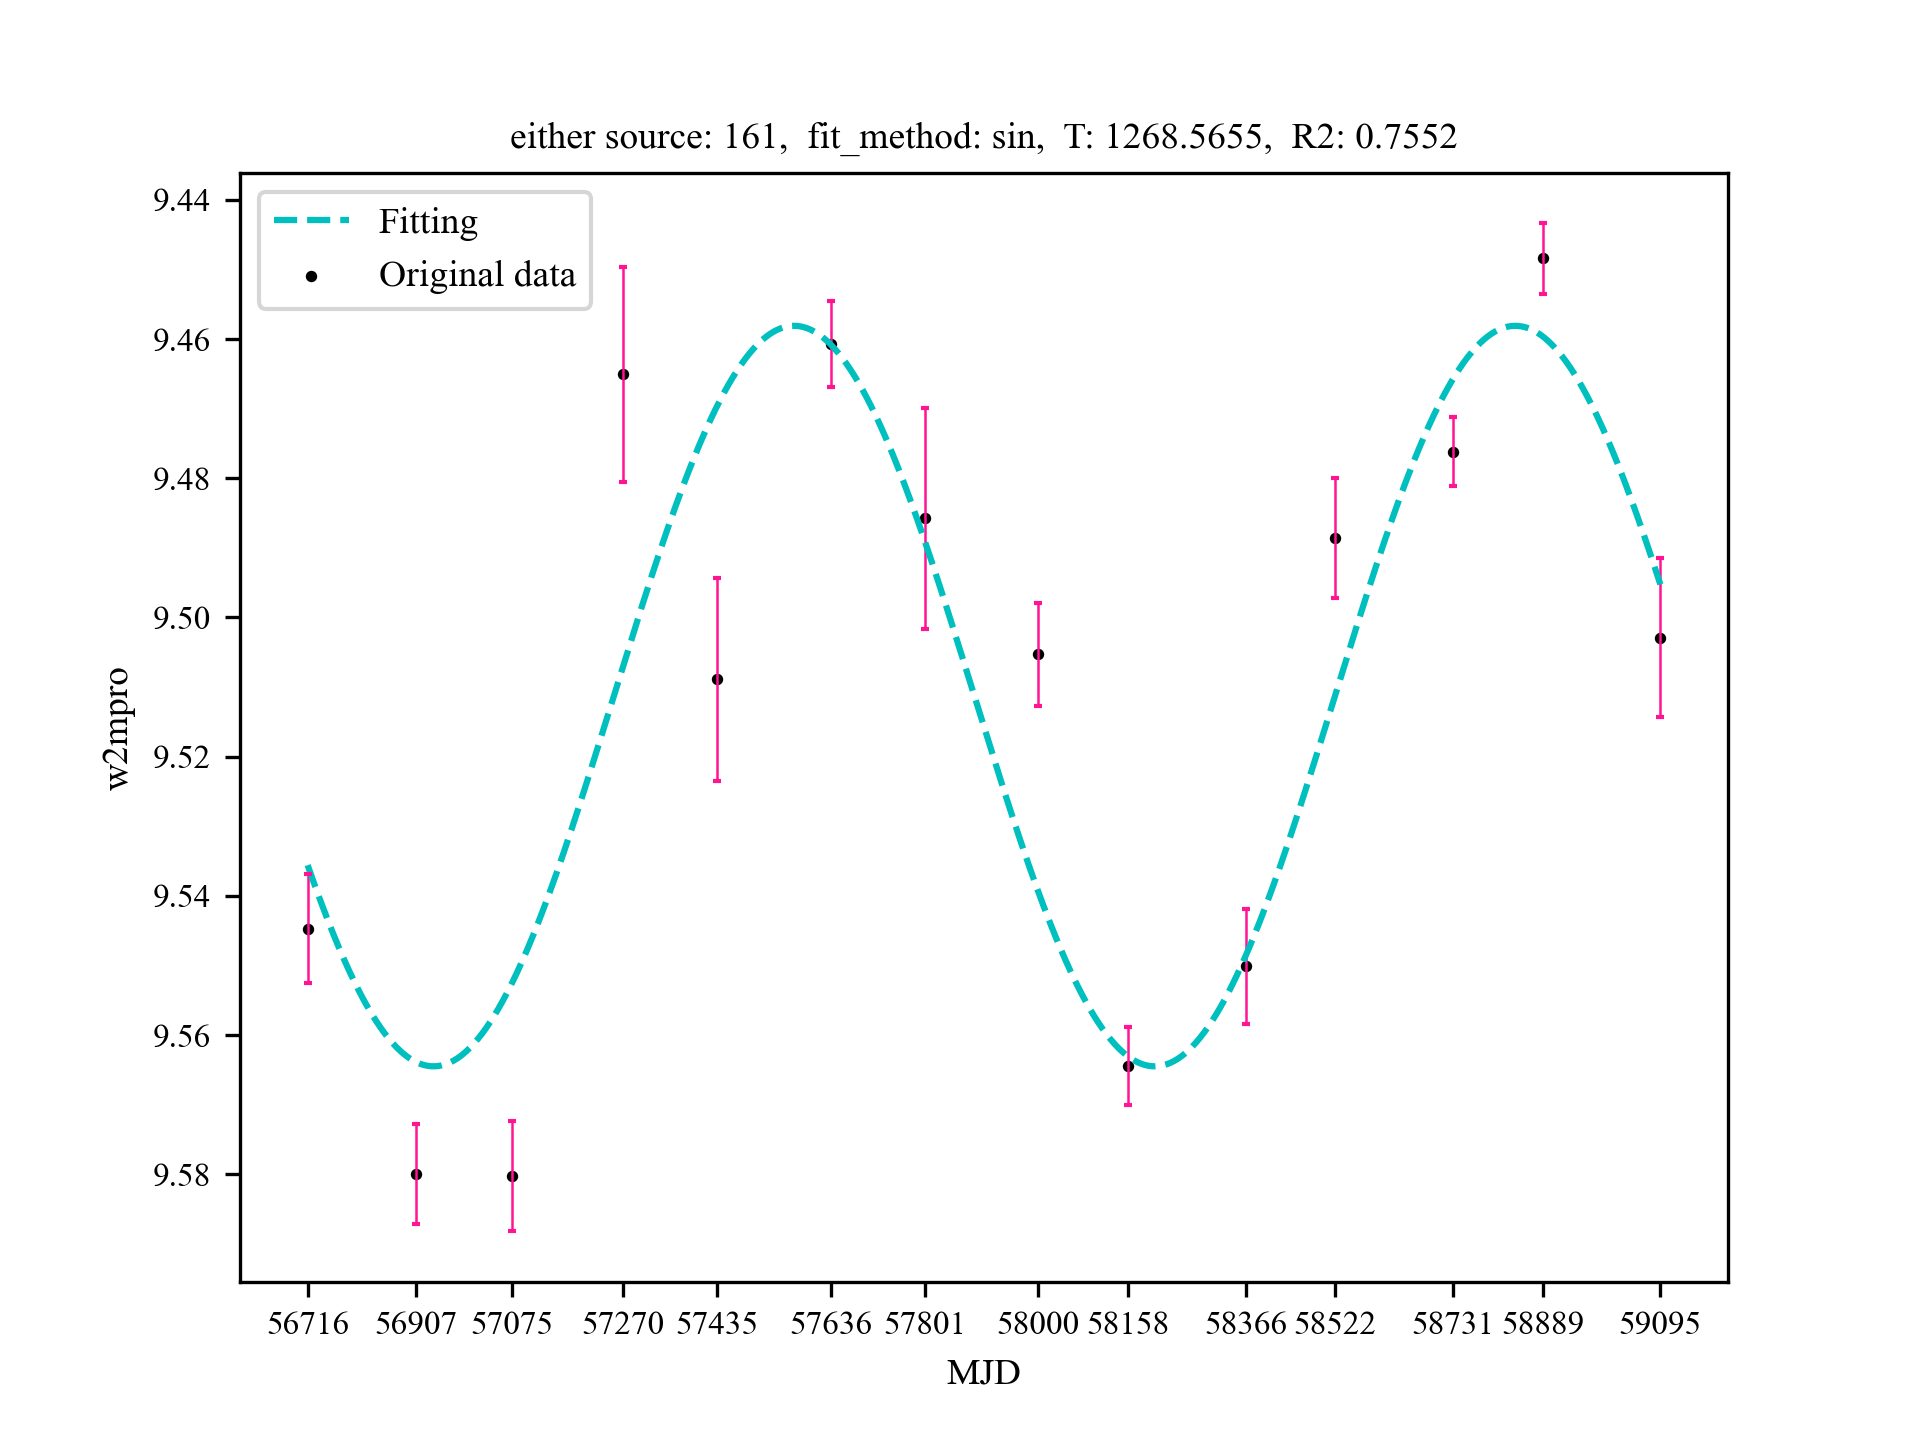 either source: 161,  fit_method: sin,  T: 1268.5655,  R2: 0.7552
Fitting
Original data
9.44
9.46
9.48
9.50
9.52
9.54
9.56
9.58
w2mpro
56716 56907 57075 57270 57435 57636 57801 58000 58158 58366 58522 58731 58889 59095
MJD